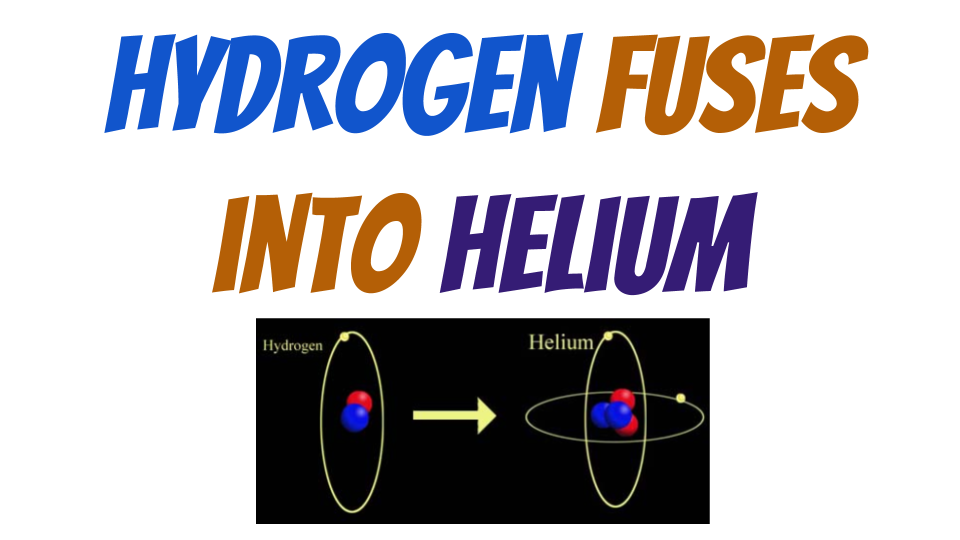 HYDROGEN FUSES
INTO HELIUM
Hydrogen
Helium